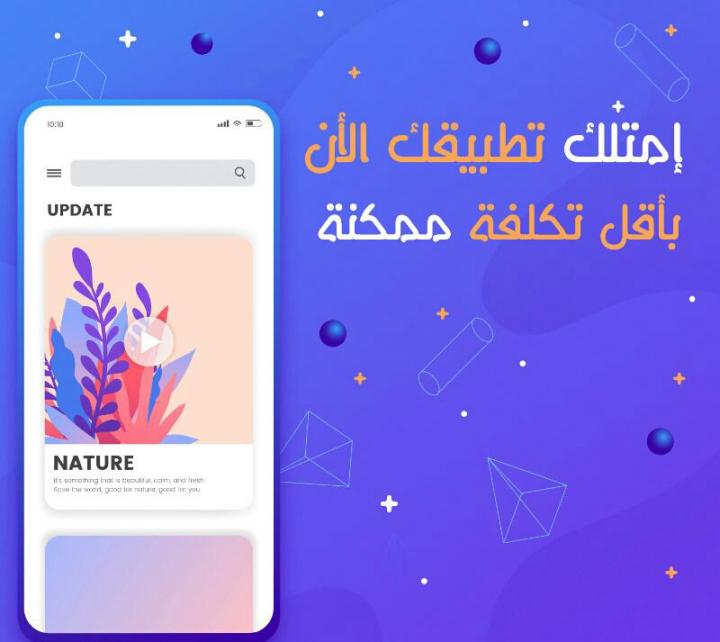 إمتلك تطبيقك الأن
بأقل تكلفة ممكنة
10:10
UPDATE
NATURE
It's something that is beautiful, calm, and fresh.
Save the world, good for nature, good for you